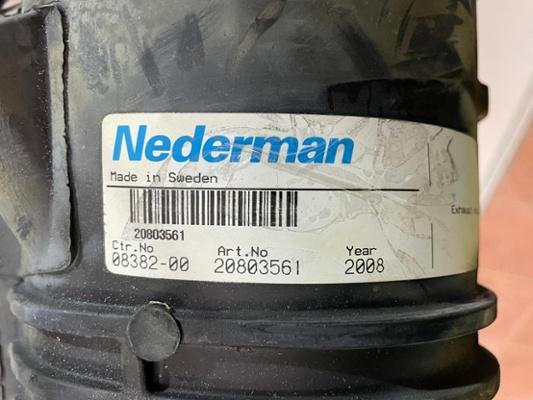 Nederman
Made in Sweden
20803561
Ctr.No Art.No Year
08382-00 20803561 2008
Exhaust